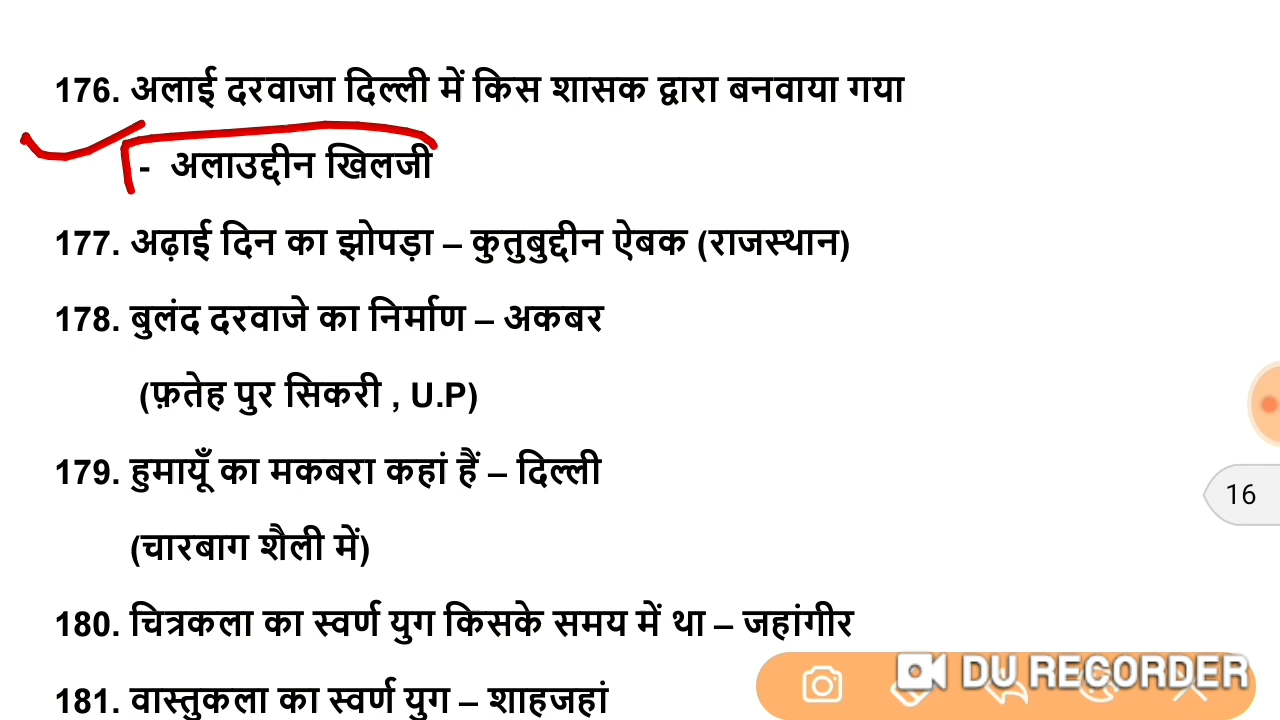 176. अलाई दरवाजा दिल्ली में किस शासक द्वारा बनवाया गया
- अलाउद्दीन खिलजी
177. अढ़ाई दिन का झोपड़ा – कुतुबुद्दीन ऐबक (राजस्थान)
178. बुलंद दरवाजे का निर्माण – अकबर
(फ़तेह पुर सिकरी , U.P)
16
179. हुमायूँ का मकबरा कहां हैं – दिल्ली
(चारबाग शैली में)
180. चित्रकला का स्वर्ण युग किसके समय में था – जहांगीर
181. वास्तुकला का स्वर्ण युग – शाहजहां
DU RECORDER